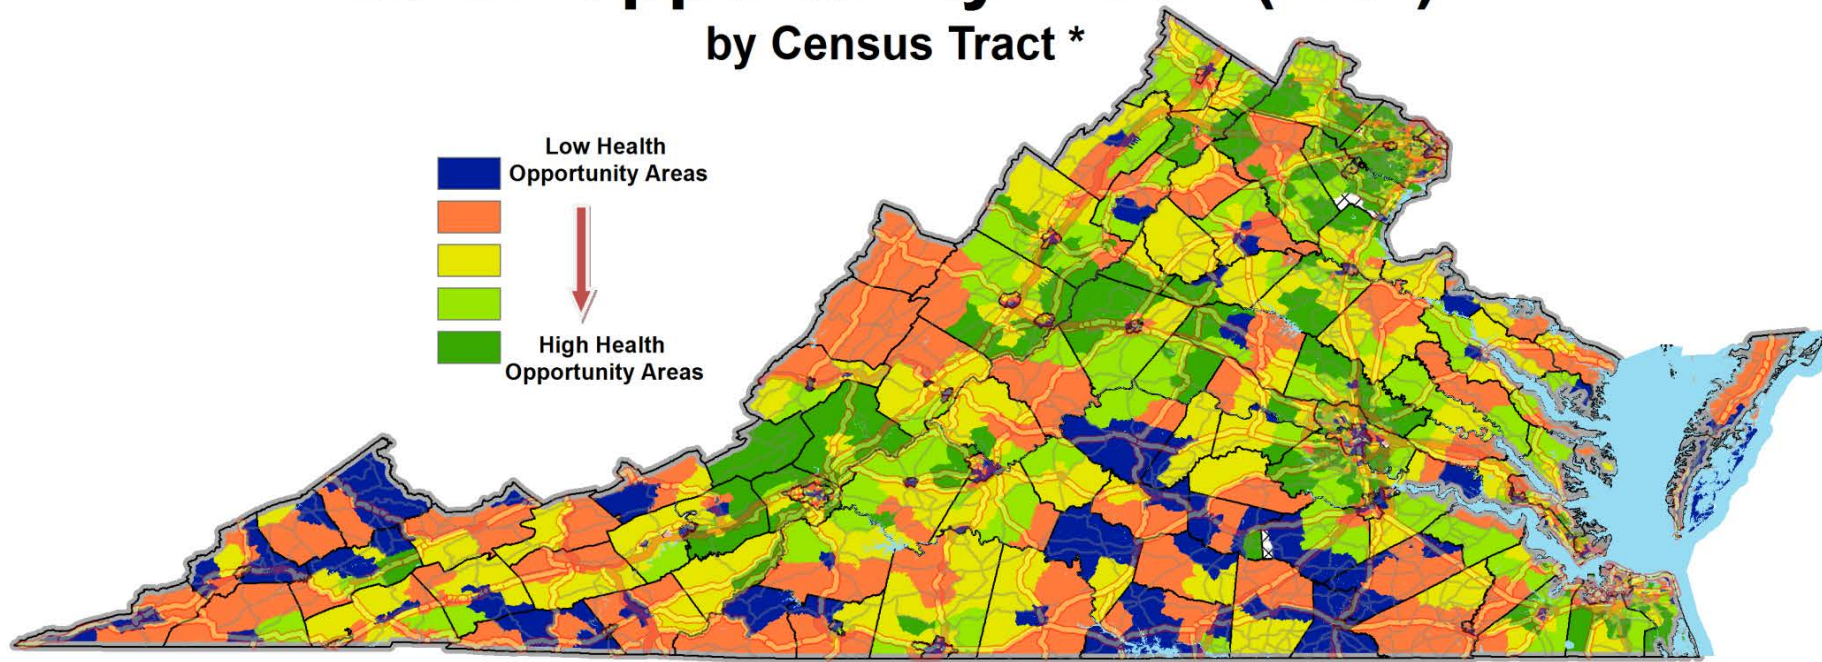 by Census Tract *
Low Health
Opportunity Areas
High Health
Opportunity Areas